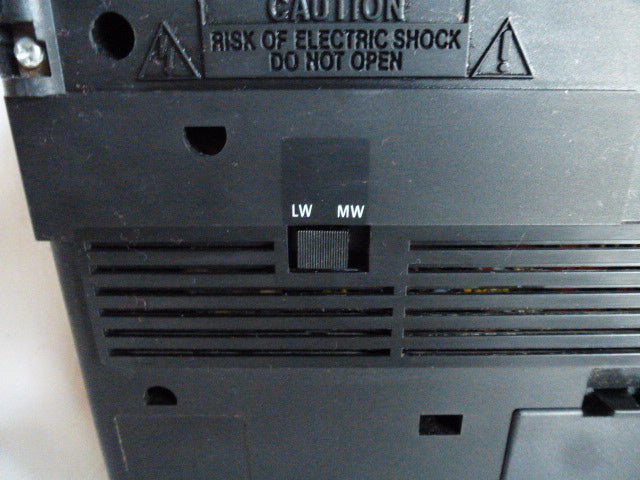 CAUTION
RISK OF ELECTRIC SHOCK
DO NOT OPEN
LW MW